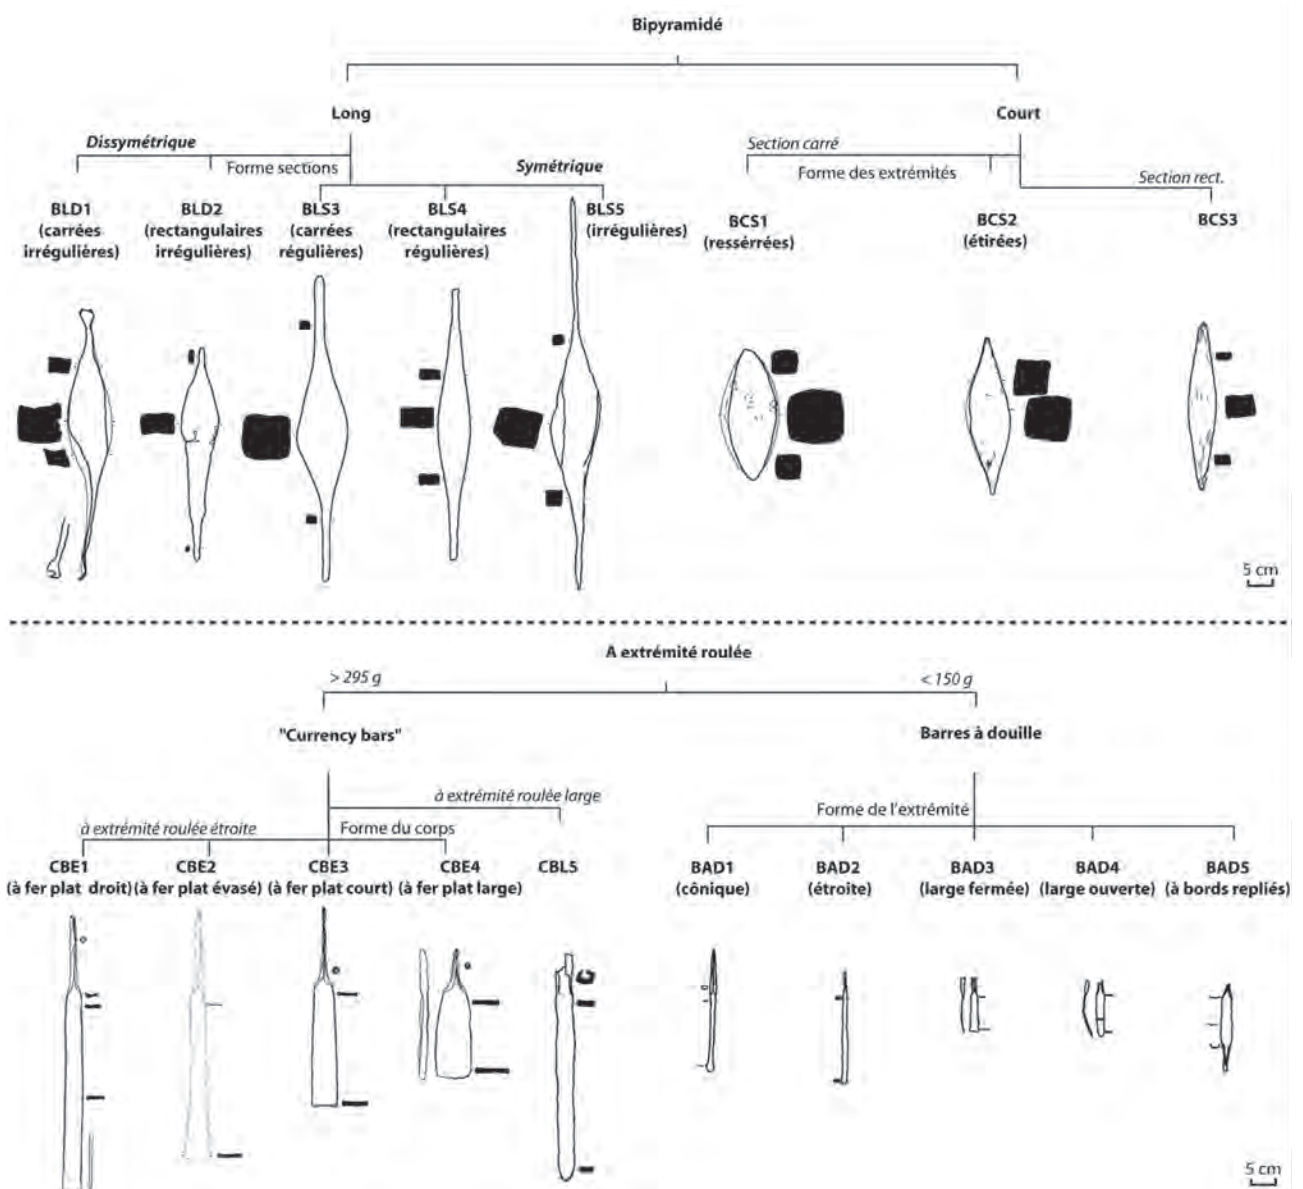 Bipyramidé
Long
Court
Dissymétrique
Forme sections
Symétrique
Section carré
Forme des extrémités
Section rect.
BLD1
(carrées
irrégulières)
BLD2
(rectangulaires
irrégulières)
BLS3
(carrées
régulières)
BLS4
(rectangulaires
régulières)
BLS5
(irrégulières)
BCS1
(ressèrrées)
BCS2
(étirées)
BCS3
5 cm
A extrémité roulée
> 295 g
< 150 g
"Currency bars"
Barres à douille
à extrémité roulée large
à extrémité roulée étroite
Forme du corps
Forme de l'extrémité
CBE1
(à fer plat droit)
CBE2
(à fer plat évasé)
CBE3
(à fer plat court)
CBE4
(à fer plat large)
CBL5
BAD1
(cônique)
BAD2
(étroite)
BAD3
(large fermée)
BAD4
(large ouverte)
BAD5
(à bords repliés)
5 cm